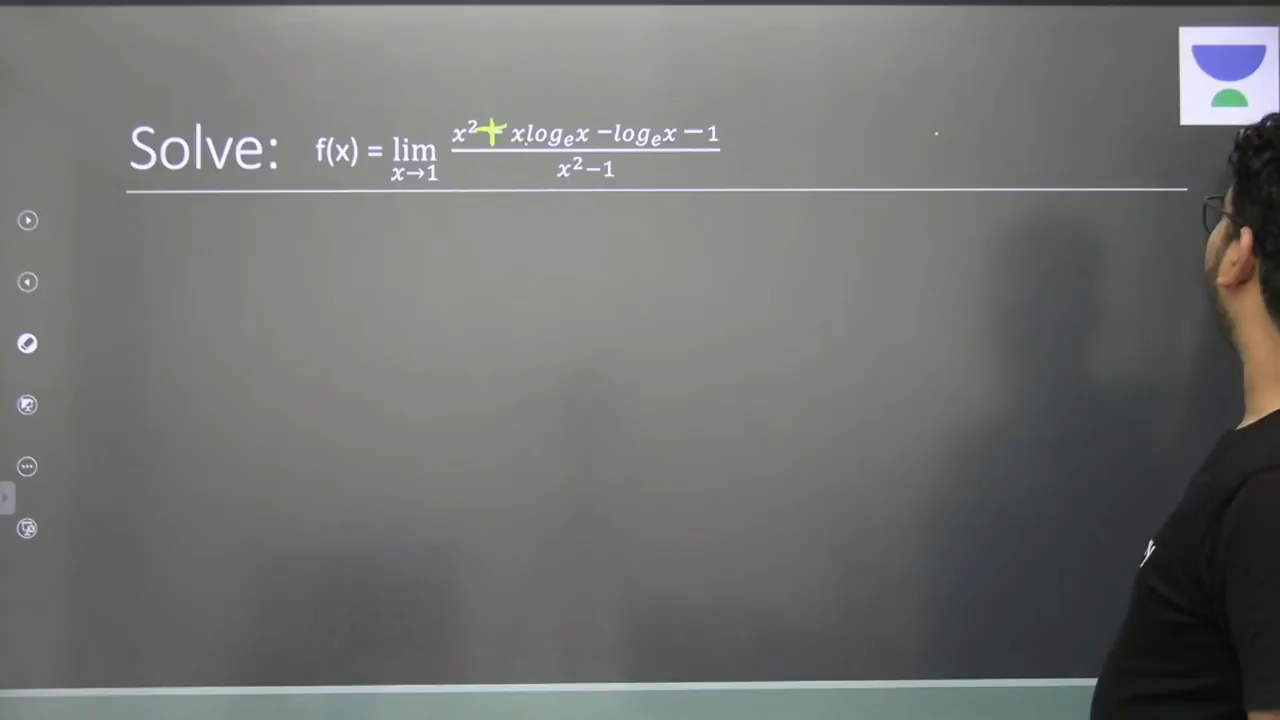 Solve: f(x) = lim x→1 (x² + xlogₑx − logₑx − 1) / (x² − 1)